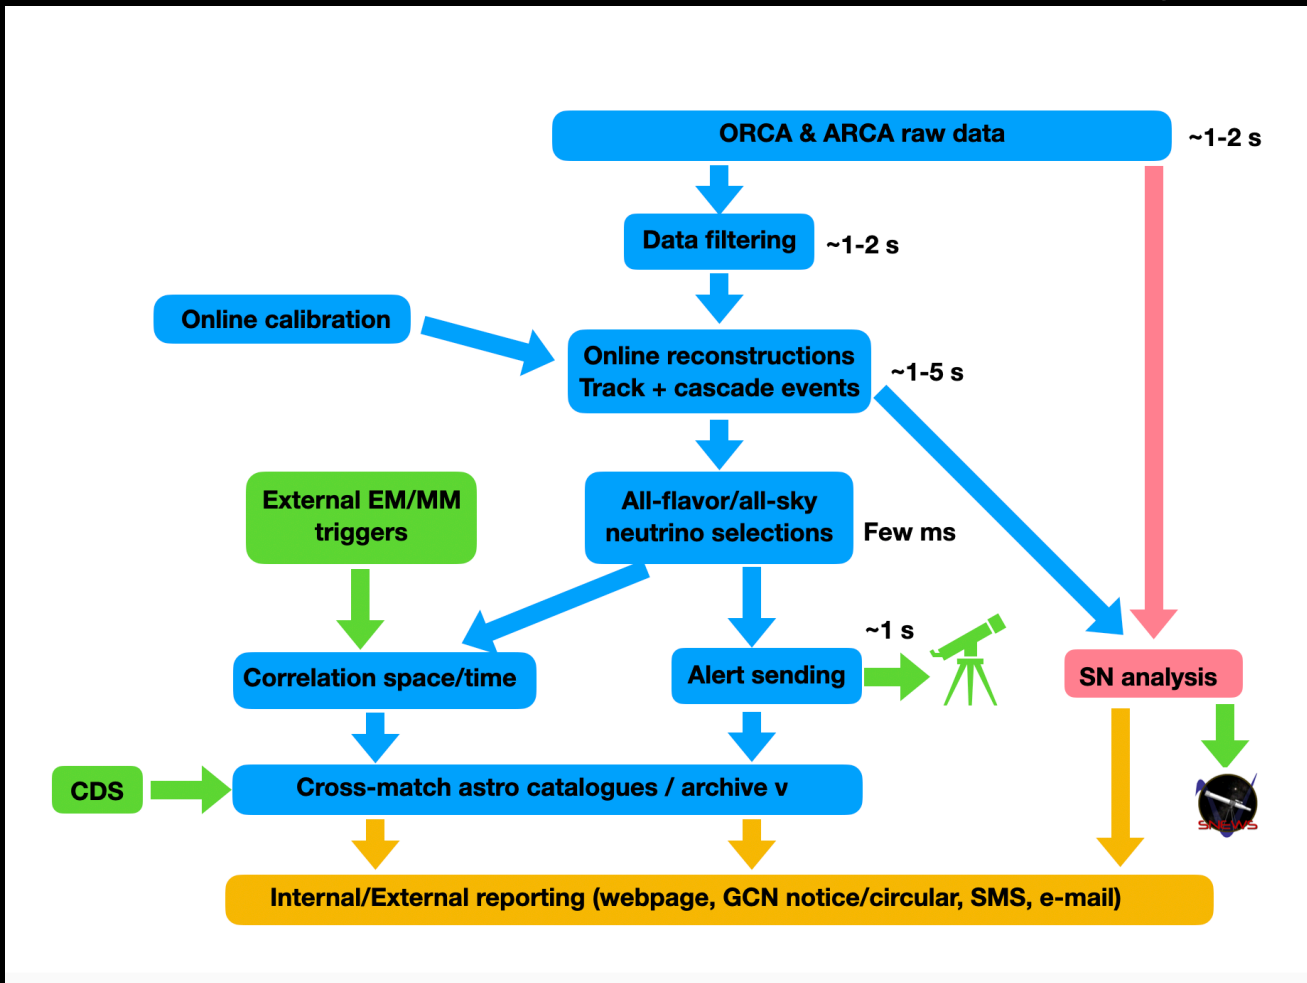 ORCA & ARCA raw data
~1-2 s
Data filtering
~1-2 s
Online calibration
Online reconstructions
Track + cascade events
~1-5 s
External EM/MM
triggers
All-flavor/all-sky
neutrino selections
Few ms
~1 s
Correlation space/time
Alert sending
SN analysis
CDS
Cross-match astro catalogues / archive ν
SNEWS
Internal/External reporting (webpage, GCN notice/circular, SMS, e-mail)